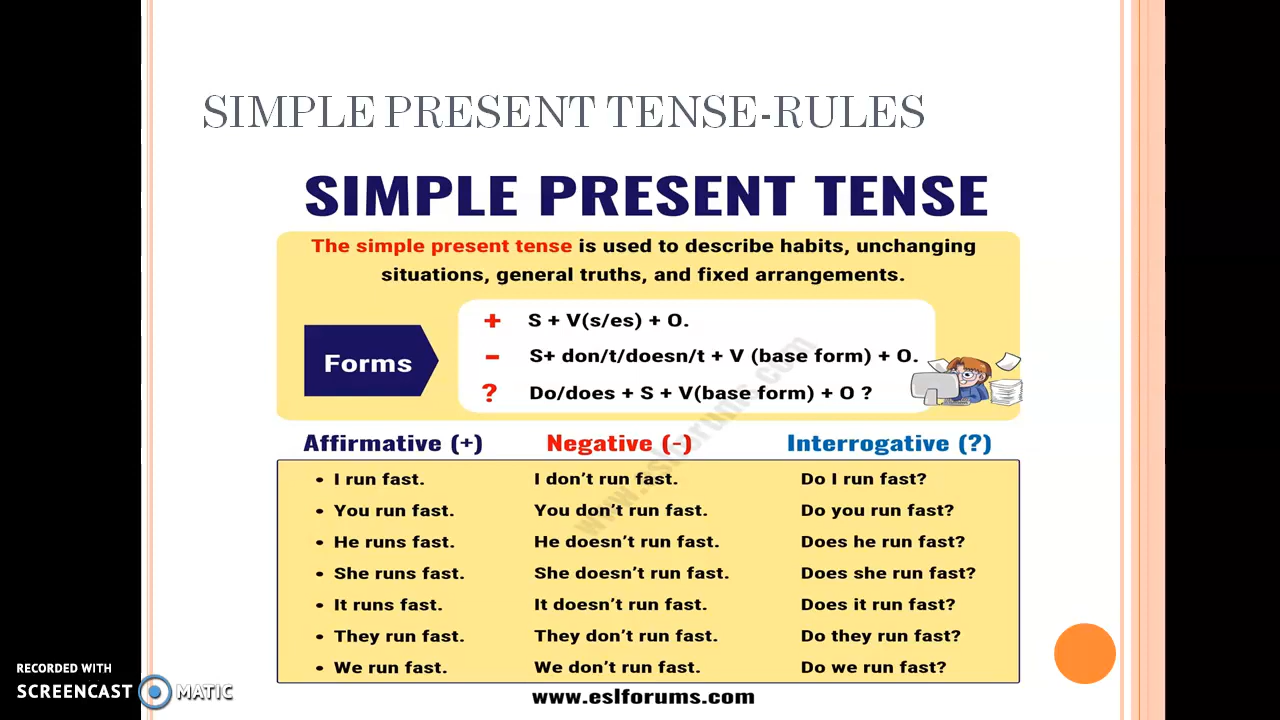 SIMPLE PRESENT TENSE-RULES
SIMPLE PRESENT TENSE
The simple present tense is used to describe habits, unchanging
situations, general truths, and fixed arrangements.
Forms
+ S + V(s/es) + O.
– S+ don/t/doesn/t + V (base form) + O.
? Do/does + S + V(base form) + O ?
www.eslforums.com
Affirmative (+) Negative (-) Interrogative (?)
• I run fast. I don't run fast. Do I run fast?
• You run fast. You don't run fast. Do you run fast?
• He runs fast. He doesn't run fast. Does he run fast?
• She runs fast. She doesn't run fast. Does she run fast?
• It runs fast. It doesn't run fast. Does it run fast?
• They run fast. They don't run fast. Do they run fast?
• We run fast. We don't run fast. Do we run fast?
www.eslforums.com
RECORDED WITH
SCREENCAST MATIC